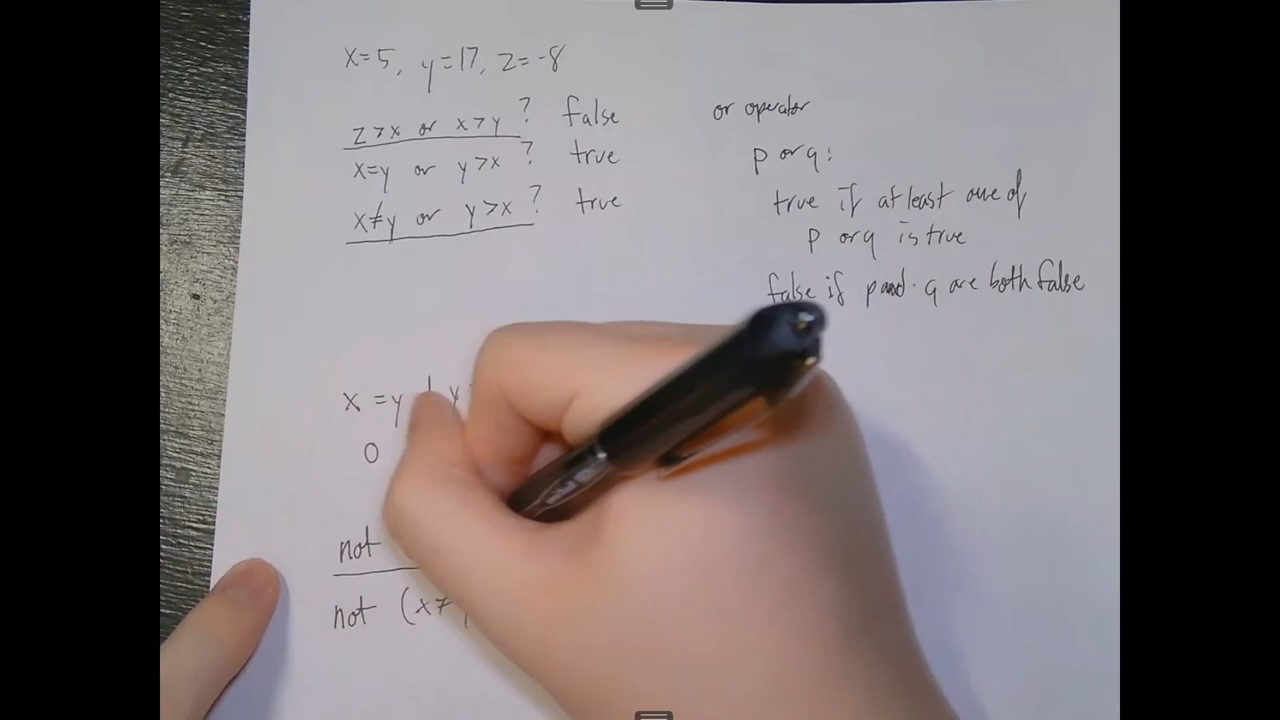 x=5, y=17, z=-8
z>x or x>y ? false
x=y or y>x ? true
x≠y or y>x ? true
or operator
p or q:
true if at least one of
p or q is true
false if p and q are both false
x = y | y
0
not
not (x≠